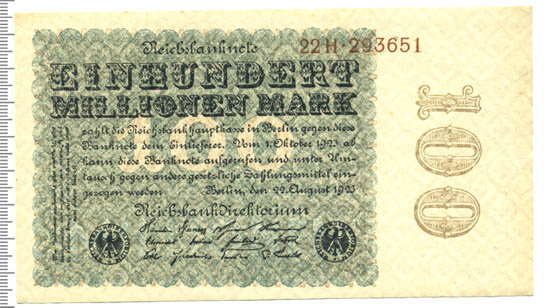 Reichsbanknote
22H·293651
EINHUNDERT
MILLIONEN MARK
zahlt die Reichsbankhauptkasse in Berlin gegen diese
Banknote dem Einlieferer. Vom 1. Oktober 1923 ab
kann diese Banknote aufgerufen und unter Um-
tausch gegen andere gesetzliche Zahlungsmittel ein-
gezogen werden
Berlin, den 22. August 1923
Reichsbankdirektorium
100